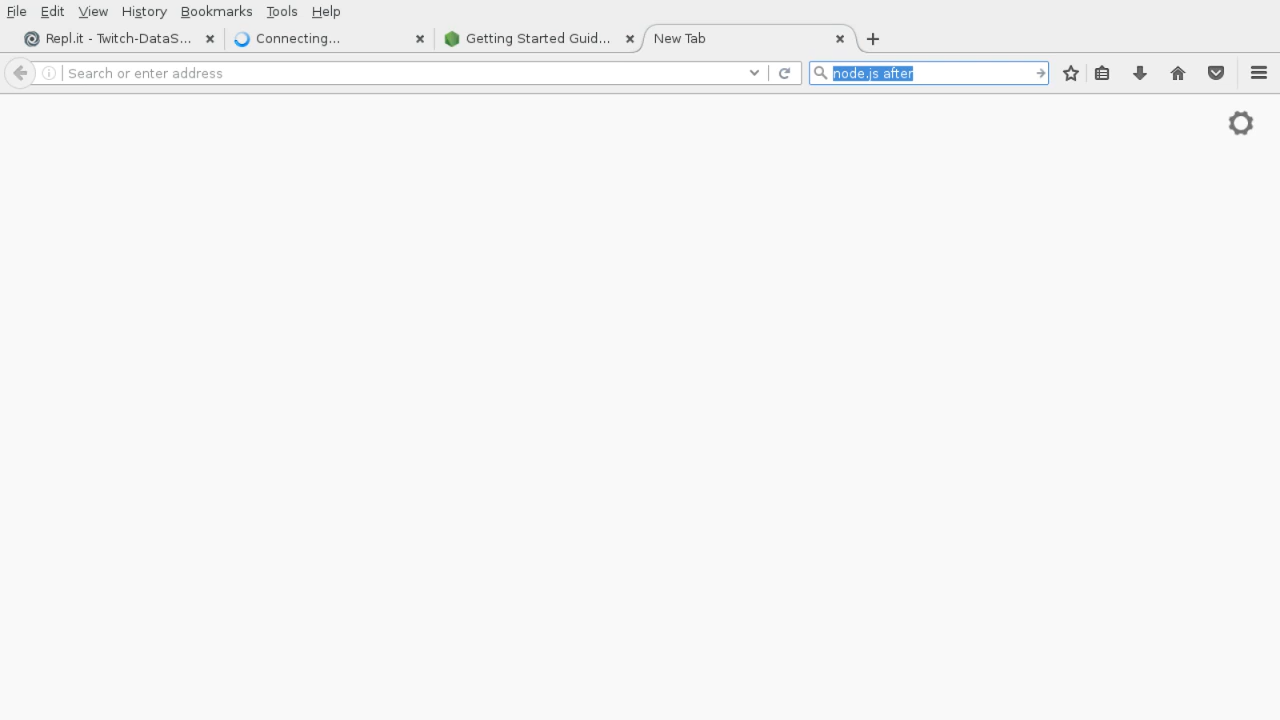 File Edit View History Bookmarks Tools Help
Repl.it - Twitch-DataS... Connecting... Getting Started Guid... New Tab
Search or enter address node.js after